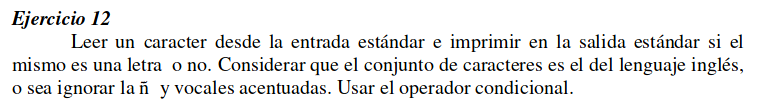 Ejercicio 12
Leer un caracter desde la entrada estándar e imprimir en la salida estándar si el
mismo es una letra o no. Considerar que el conjunto de caracteres es el del lenguaje inglés,
o sea ignorar la ñ y vocales acentuadas. Usar el operador condicional.